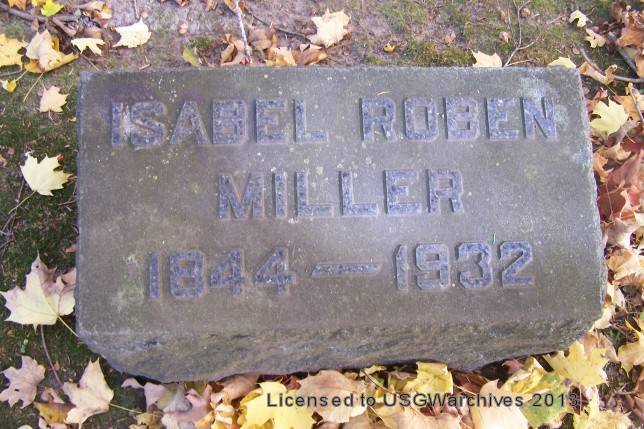 ISABEL ROBEN
MILLER
1844 — 1932
Licensed to USGWarchives 2013